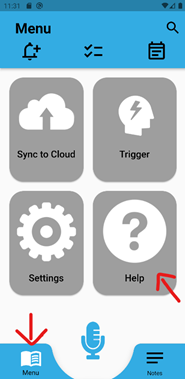 11:31
Menu
Sync to Cloud
Trigger
Settings
Help
Menu
Notes